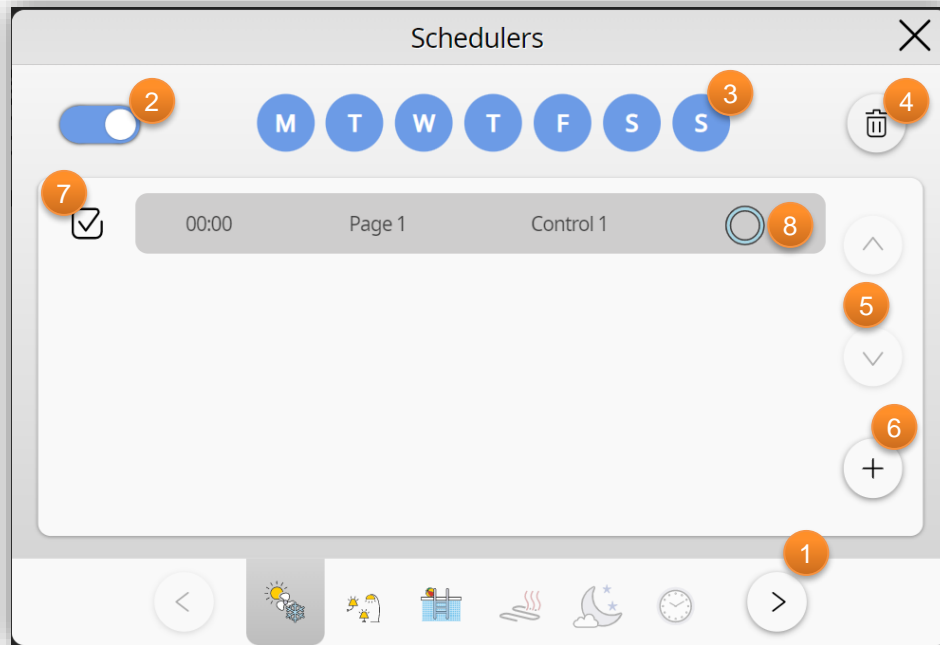 Schedulers
2 M T W T F S S 3 4
7 00:00 Page 1 Control 1 8
5
6
1